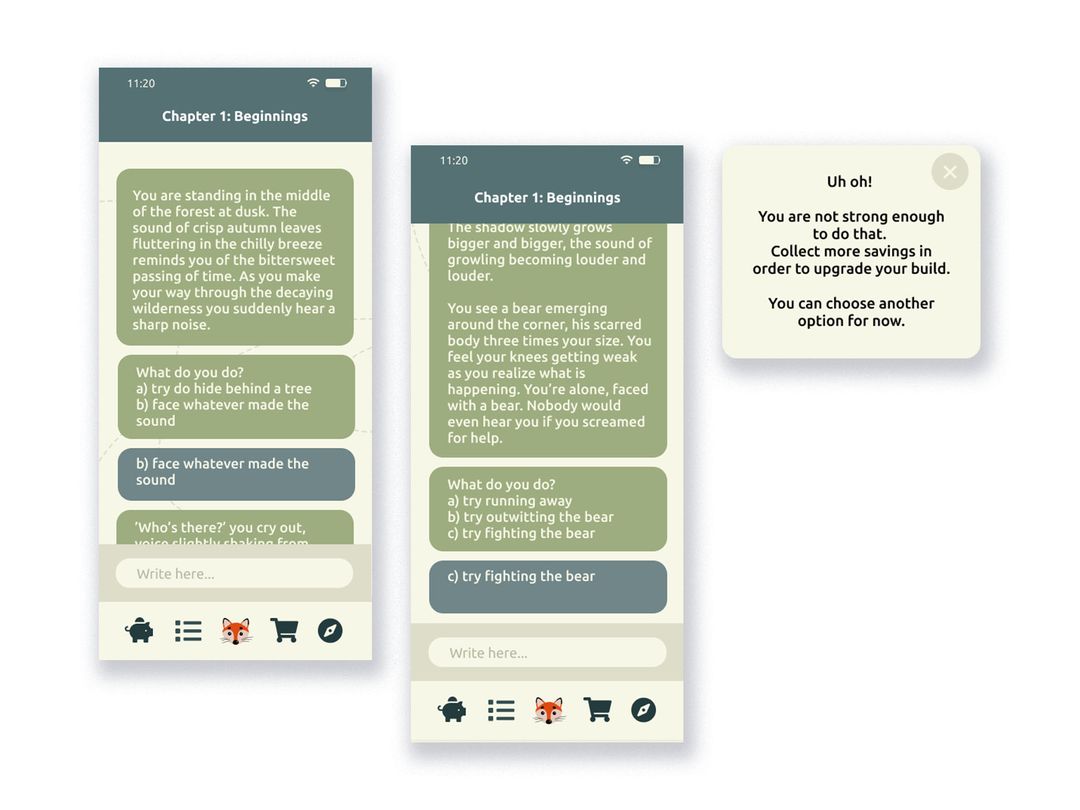 11:20
Chapter 1: Beginnings
You are standing in the middle
of the forest at dusk. The
sound of crisp autumn leaves
fluttering in the chilly breeze
reminds you of the bittersweet
passing of time. As you make
your way through the decaying
wilderness you suddenly hear a
sharp noise.
What do you do?
a) try do hide behind a tree
b) face whatever made the
sound
b) face whatever made the
sound
‘Who’s there?’ you cry out,
voice slightly shaking from
Write here...
11:20
Chapter 1: Beginnings
The shadow slowly grows
bigger and bigger, the sound of
growling becoming louder and
louder.
You see a bear emerging
around the corner, his scarred
body three times your size. You
feel your knees getting weak
as you realize what is
happening. You’re alone, faced
with a bear. Nobody would
even hear you if you screamed
for help.
What do you do?
a) try running away
b) try outwitting the bear
c) try fighting the bear
c) try fighting the bear
Write here...
Uh oh!
You are not strong enough
to do that.
Collect more savings in
order to upgrade your build.
You can choose another
option for now.